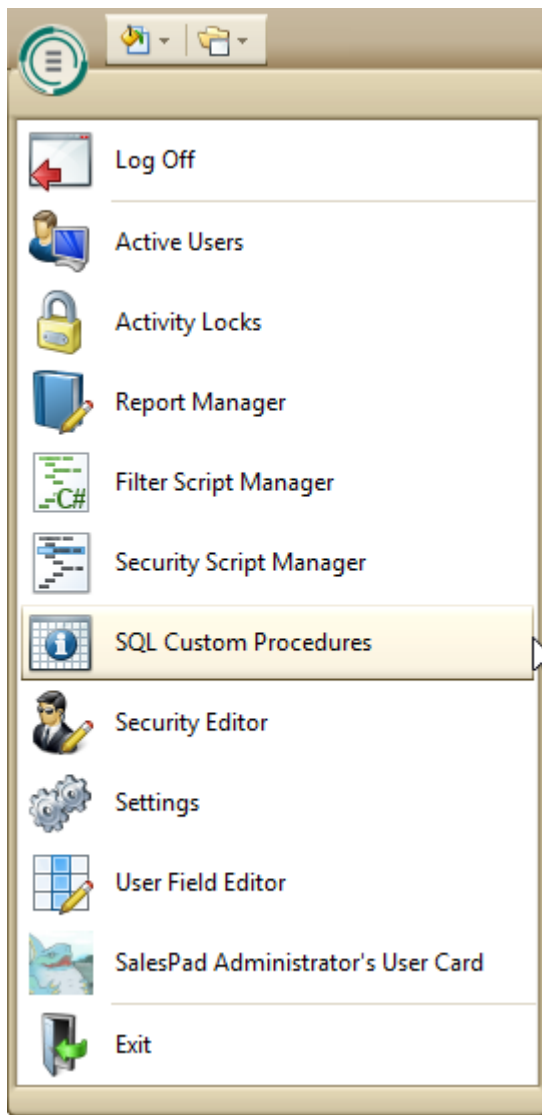 Log Off
Active Users
Activity Locks
Report Manager
C#
Filter Script Manager
Security Script Manager
SQL Custom Procedures
Security Editor
Settings
User Field Editor
SalesPad Administrator's User Card
Exit